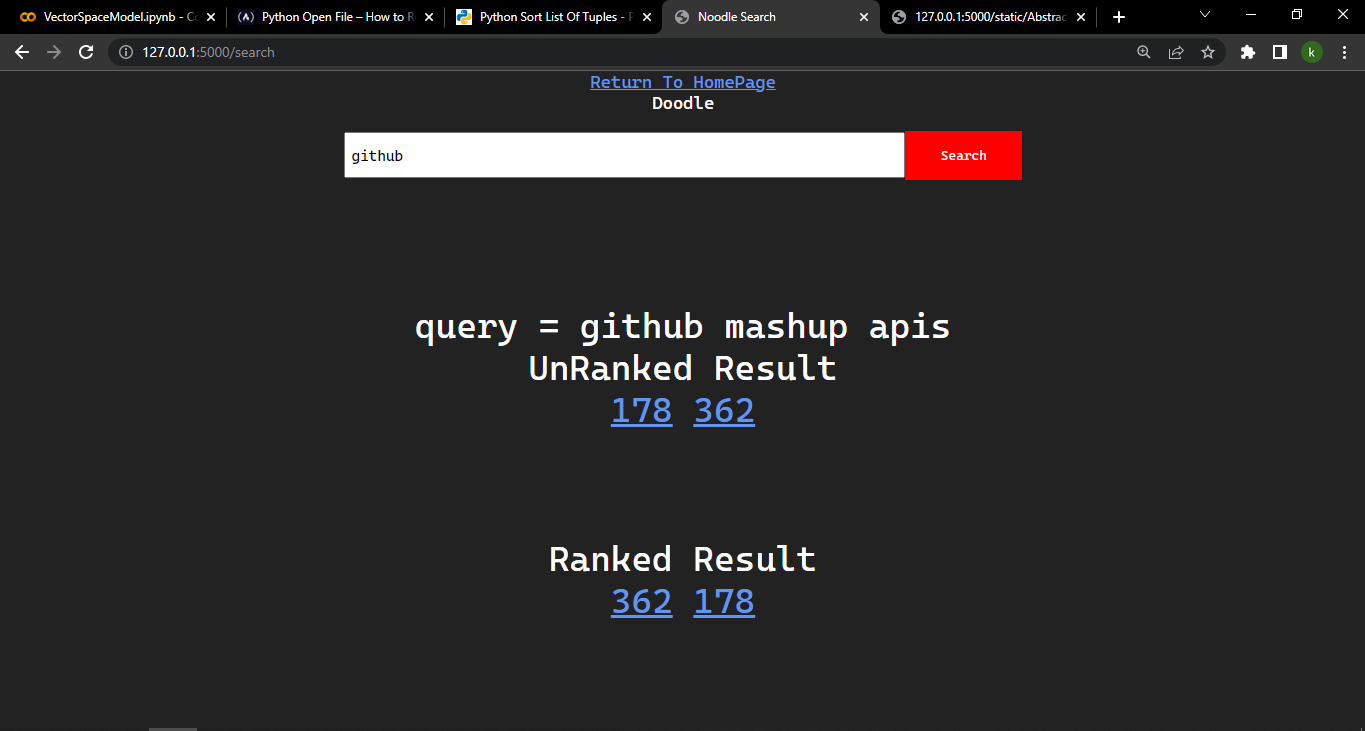 VectorSpaceModel.ipynb - Co
Python Open File – How to R
Python Sort List Of Tuples - P
Noodle Search
127.0.0.1:5000/static/Abstrac
127.0.0.1:5000/search
k
Return To HomePage
Doodle
github
Search
query = github mashup apis
UnRanked Result
178 362
Ranked Result
362 178